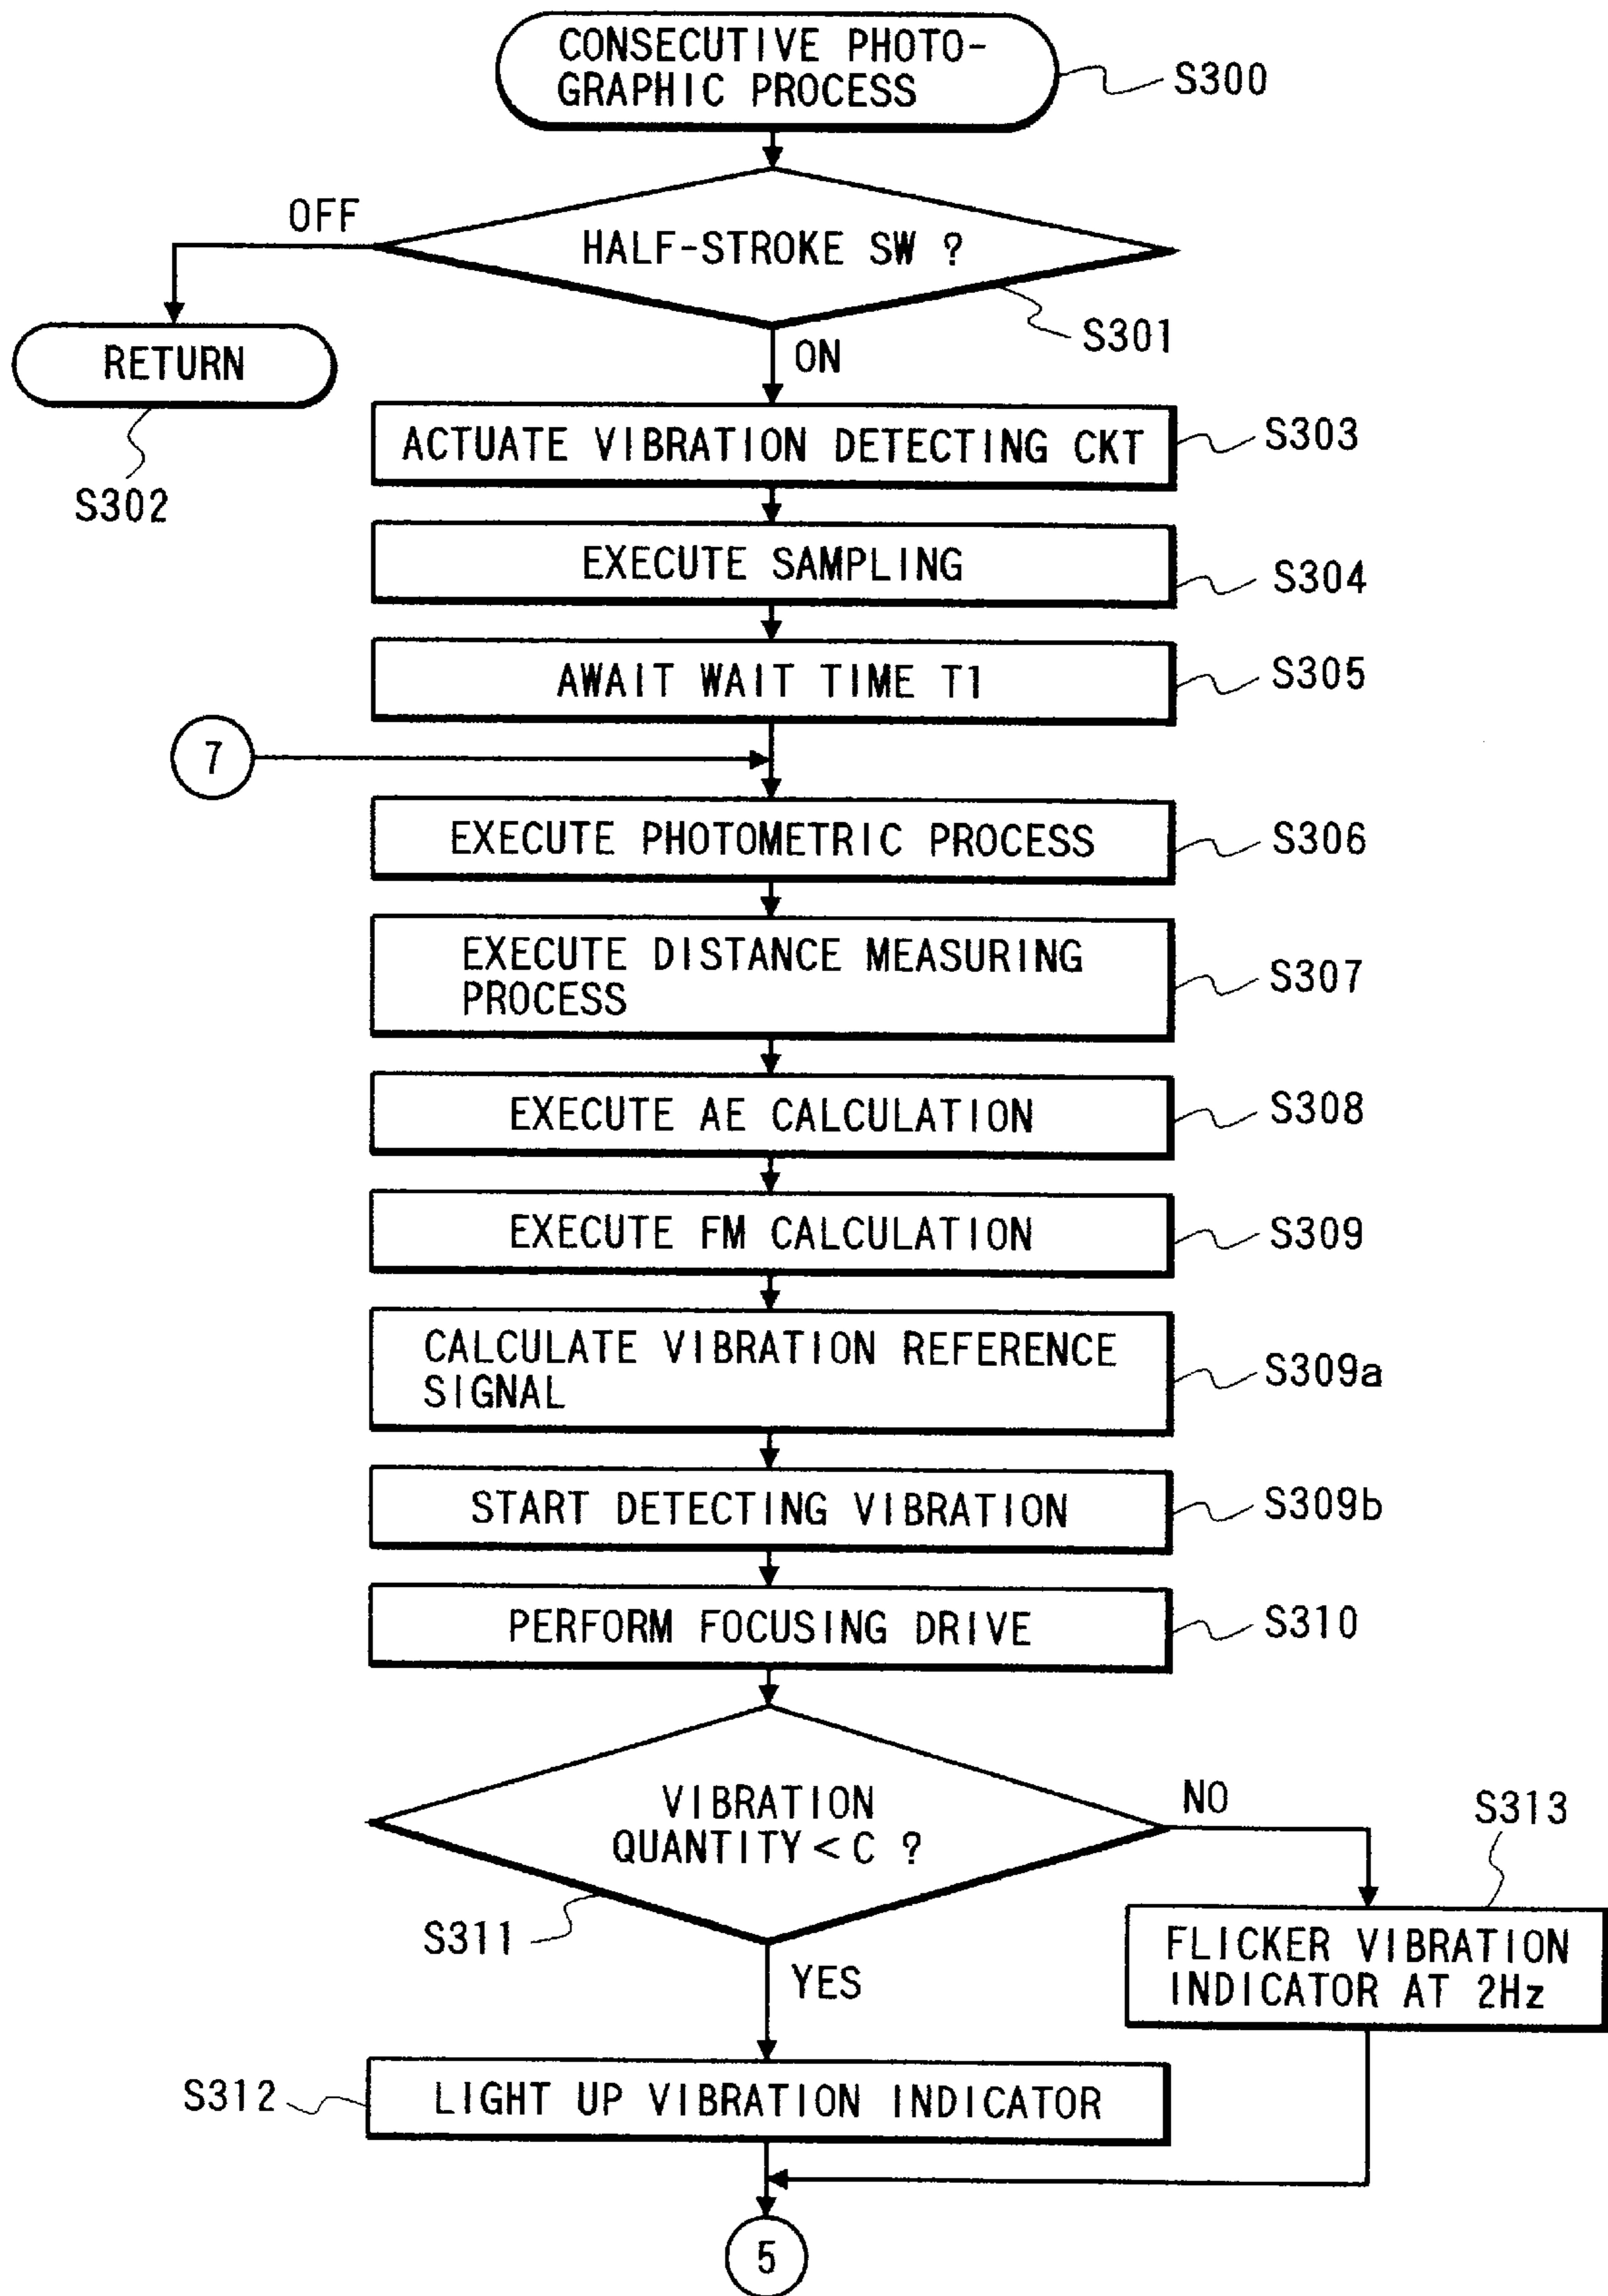 CONSECUTIVE PHOTO-
GRAPHIC PROCESS
S300
OFF
HALF-STROKE SW ?
S301
RETURN
ON
S302
ACTUATE VIBRATION DETECTING CKT
S303
EXECUTE SAMPLING
S304
AWAIT WAIT TIME T1
S305
7
EXECUTE PHOTOMETRIC PROCESS
S306
EXECUTE DISTANCE MEASURING
PROCESS
S307
EXECUTE AE CALCULATION
S308
EXECUTE FM CALCULATION
S309
CALCULATE VIBRATION REFERENCE
SIGNAL
S309a
START DETECTING VIBRATION
S309b
PERFORM FOCUSING DRIVE
S310
VIBRATION
QUANTITY < C ?
NO
S313
S311
YES
FLICKER VIBRATION
INDICATOR AT 2Hz
S312
LIGHT UP VIBRATION INDICATOR
5